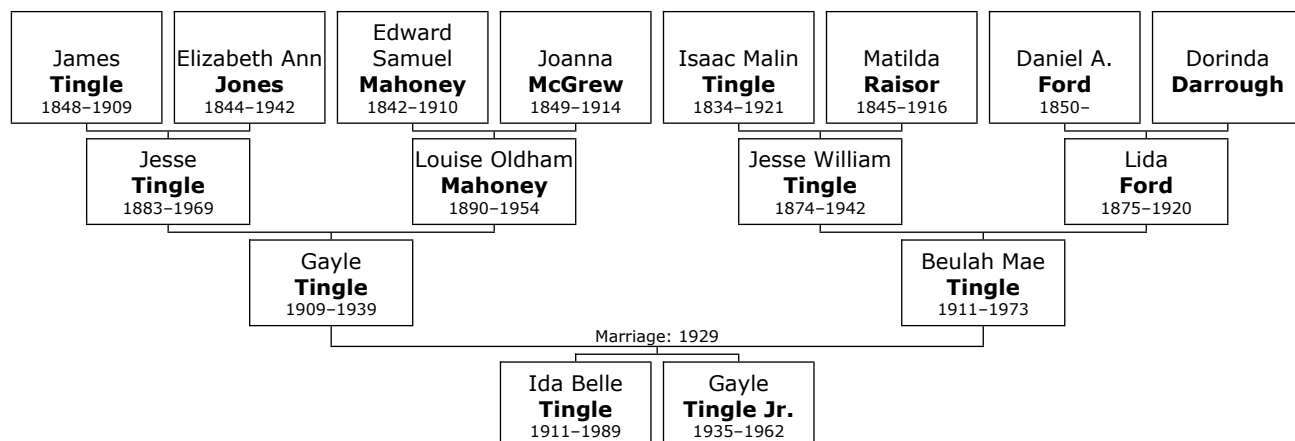 James
Tingle
1848–1909
Elizabeth Ann
Jones
1844–1942
Edward
Samuel
Mahoney
1842–1910
Joanna
McGrew
1849–1914
Isaac Malin
Tingle
1834–1921
Matilda
Raisor
1845–1916
Daniel A.
Ford
1850–
Dorinda
Darrough
Jesse
Tingle
1883–1969
Louise Oldham
Mahoney
1890–1954
Jesse William
Tingle
1874–1942
Lida
Ford
1875–1920
Gayle
Tingle
1909–1939
Beulah Mae
Tingle
1911–1973
Marriage: 1929
Ida Belle
Tingle
1911–1989
Gayle
Tingle Jr.
1935–1962